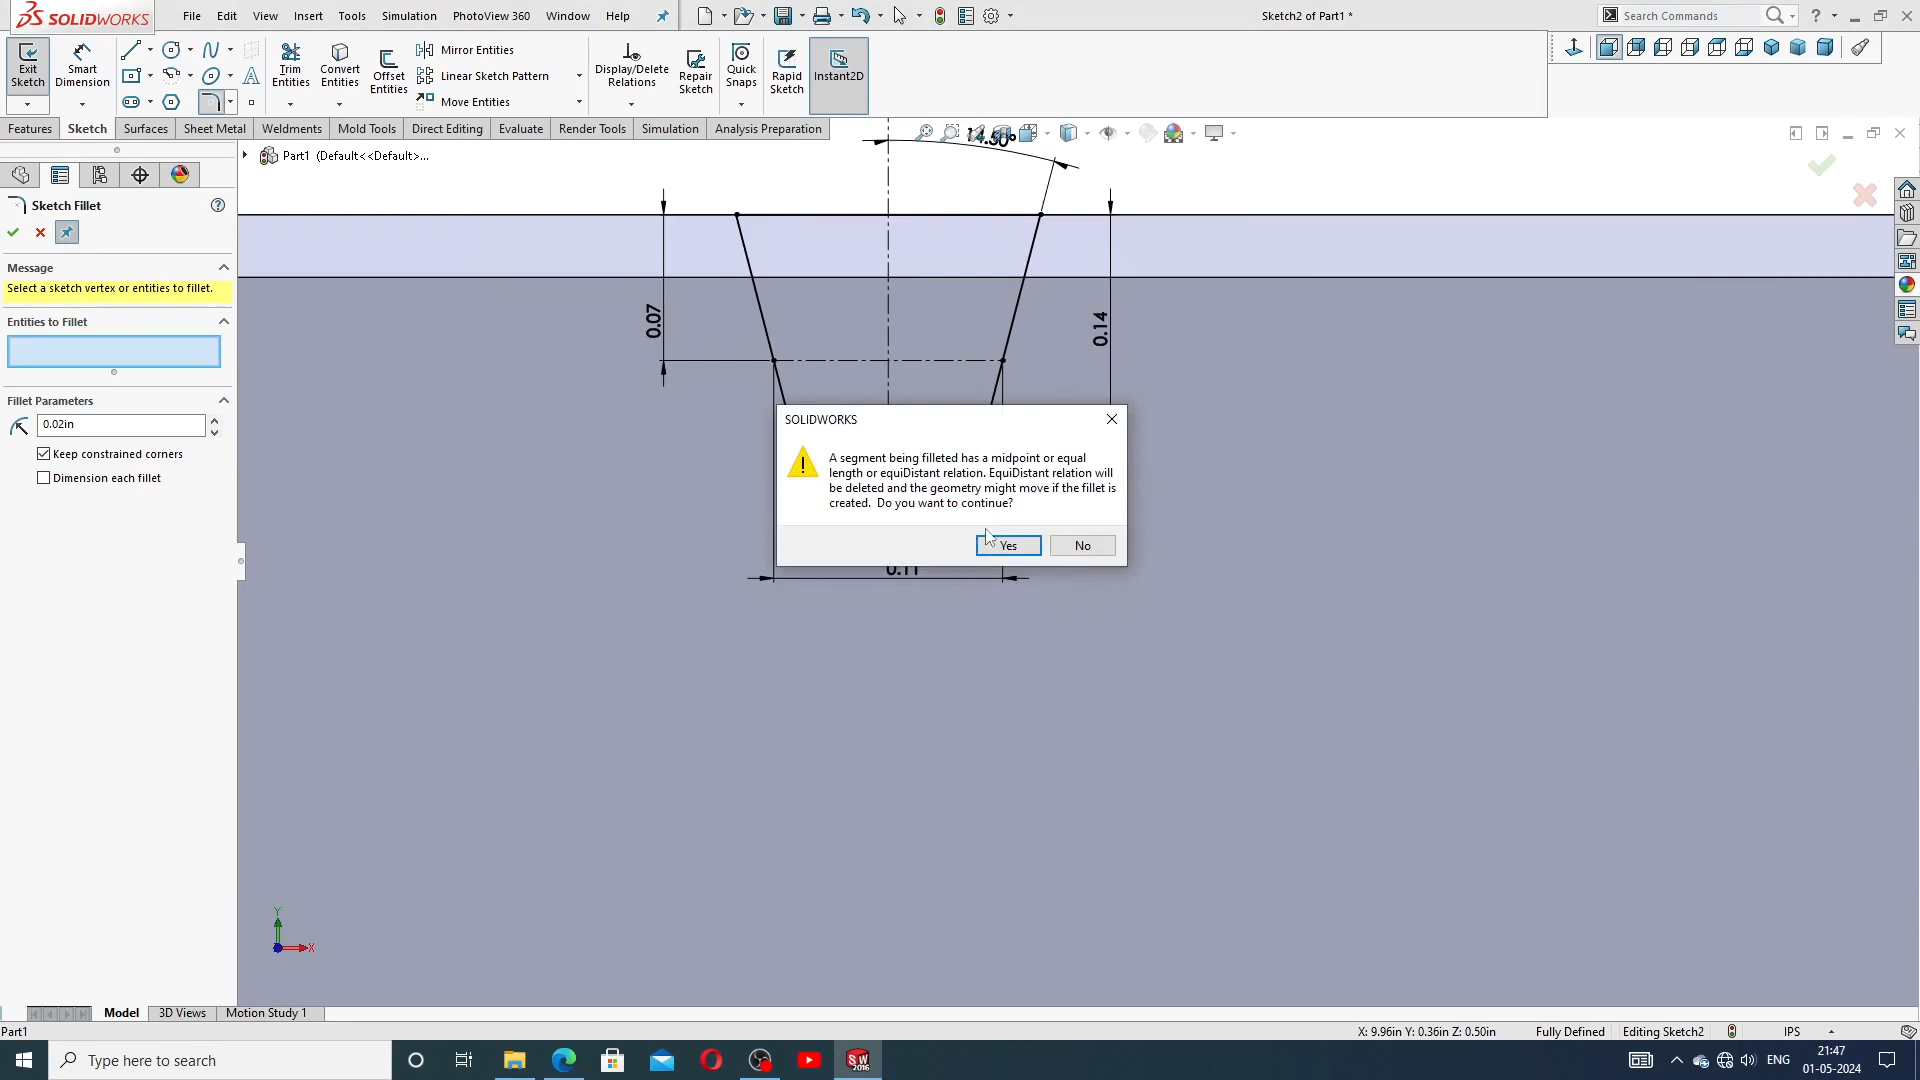 SOLIDWORKS
File Edit View Insert Tools Simulation PhotoView 360 Window Help
Sketch2 of Part1 *
Search Commands
Exit Sketch
Smart Dimension
Trim Entities
Convert Entities
Offset Entities
Mirror Entities
Linear Sketch Pattern
Move Entities
Display/Delete Relations
Repair Sketch
Quick Snaps
Rapid Sketch
Instant2D
Features Sketch Surfaces Sheet Metal Weldments Mold Tools Direct Editing Evaluate Render Tools Simulation Analysis Preparation
14.50°
Part1 (Default<<Default>...
Sketch Fillet
Message
Select a sketch vertex or entities to fillet.
Entities to Fillet
Fillet Parameters
0.02in
Keep constrained corners
Dimension each fillet
0.07
0.14
SOLIDWORKS
A segment being filleted has a midpoint or equal
length or equiDistant relation. EquiDistant relation will
be deleted and the geometry might move if the fillet is
created. Do you want to continue?
Yes No
0.11
Y
X
Model 3D Views Motion Study 1
Part1
X: 9.96in Y: 0.36in Z: 0.50in Fully Defined Editing Sketch2 IPS
Type here to search
SW
2016
ENG
21:47
01-05-2024